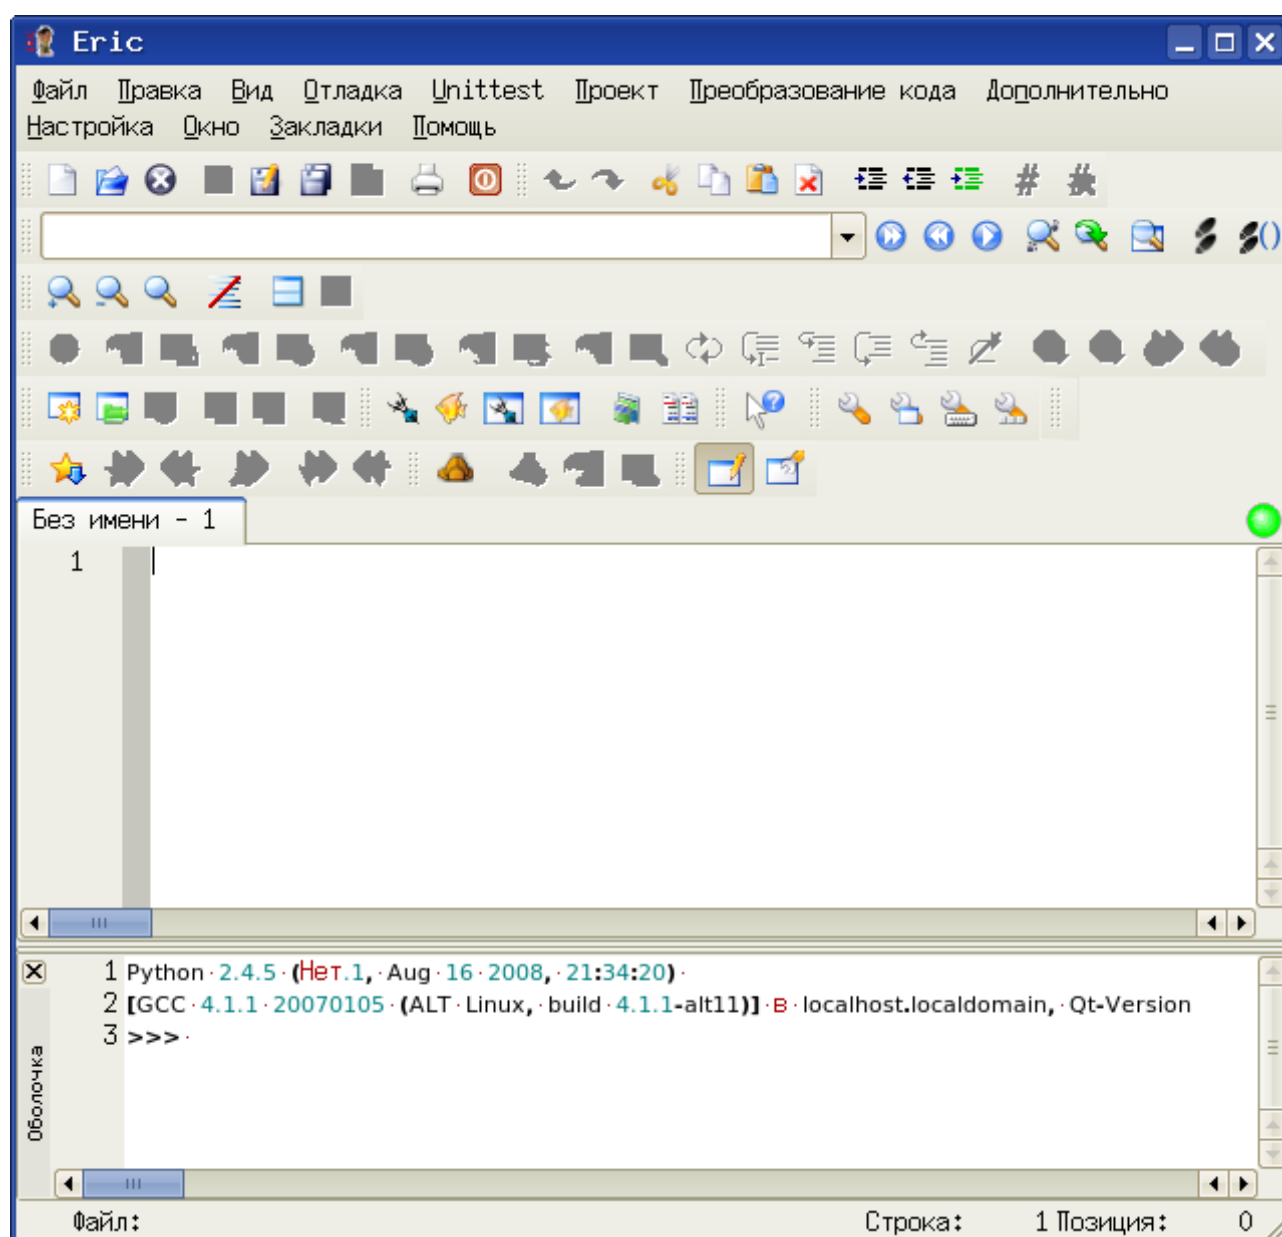 Eric
Файл Правка Вид Отладка Unittest Проект Преобразование кода Дополнительно
Настройка Окно Закладки Помощь
Без имени - 1
1
1 Python 2.4.5 (Нет.1, Aug 16 2008, 21:34:20)
2 [GCC 4.1.1 20070105 (ALT Linux, build 4.1.1-alt11)] в localhost.localdomain, Qt-Version
3 >>>
Оболочка
Файл: Строка: 1 Позиция: 0